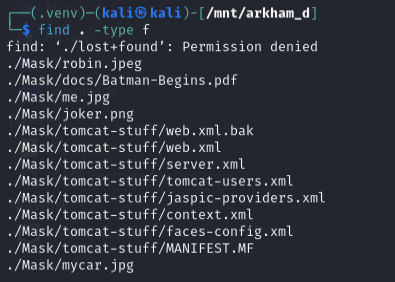 ┌──(.venv)─(kali㉿kali)-[/mnt/arkham_d]
└─$ find . -type f
find: ‘./lost+found’: Permission denied
./Mask/robin.jpeg
./Mask/docs/Batman-Begins.pdf
./Mask/me.jpg
./Mask/joker.png
./Mask/tomcat-stuff/web.xml.bak
./Mask/tomcat-stuff/web.xml
./Mask/tomcat-stuff/server.xml
./Mask/tomcat-stuff/tomcat-users.xml
./Mask/tomcat-stuff/jaspic-providers.xml
./Mask/tomcat-stuff/context.xml
./Mask/tomcat-stuff/faces-config.xml
./Mask/tomcat-stuff/MANIFEST.MF
./Mask/mycar.jpg